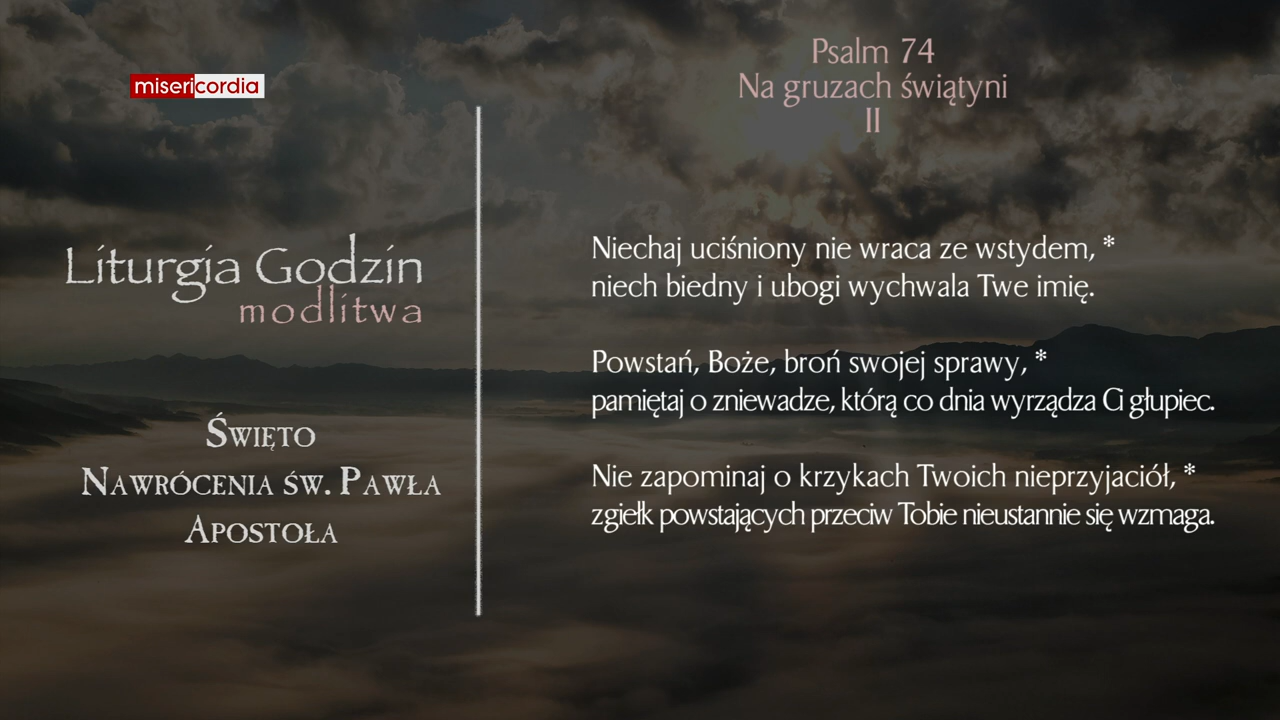 misericordia
Liturgia Godzin
modlitwa
Święto
Nawrócenia św. Pawła
Apostoła
Psalm 74
Na gruzach świątyni
II
Niechaj uciśniony nie wraca ze wstydem, *
niech biedny i ubogi wychwala Twe imię.
Powstań, Boże, broń swojej sprawy, *
pamiętaj o zniewadze, którą co dnia wyrządza Ci głupiec.
Nie zapominaj o krzykach Twoich nieprzyjaciół, *
zgiełk powstających przeciw Tobie nieustannie się wzmaga.